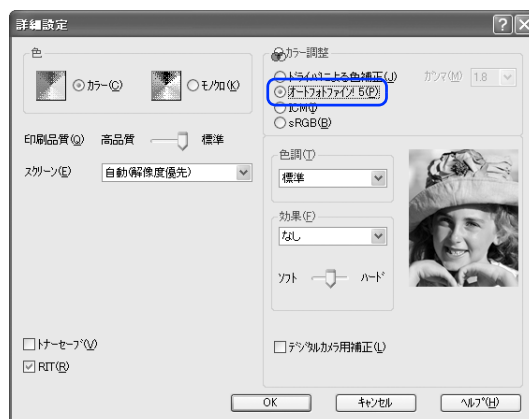 詳細設定
色
カラー(C)
モノクロ(K)
印刷品質(Q) 高品質 標準
スクリーン(E) 自動(解像度優先)
トナーセーブ(V)
RIT(R)
カラー調整
ドライバによる色補正(J) ガンマ(M) 1.8
オートフォトファイン!5(P)
ICM(I)
sRGB(B)
色調(T)
標準
効果(F)
なし
ソフト ハード
デジタルカメラ用補正(L)
OK キャンセル ヘルプ(H)